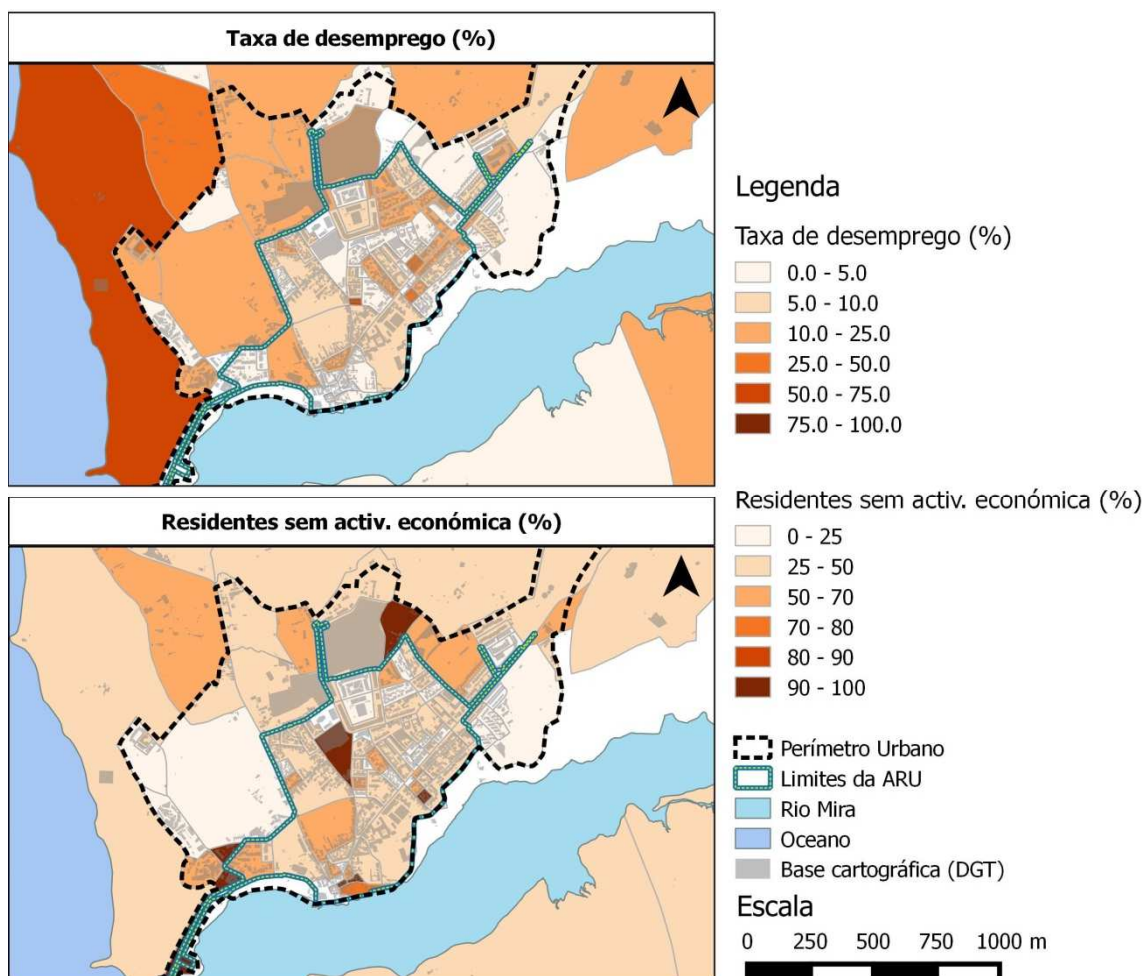 Taxa de desemprego (%)
Residentes sem activ. económica (%)
Legenda
Taxa de desemprego (%)
0.0 - 5.0
5.0 - 10.0
10.0 - 25.0
25.0 - 50.0
50.0 - 75.0
75.0 - 100.0
Residentes sem activ. económica (%)
0 - 25
25 - 50
50 - 70
70 - 80
80 - 90
90 - 100
Perímetro Urbano
Limites da ARU
Rio Mira
Oceano
Base cartográfica (DGT)
Escala
0 250 500 750 1000 m